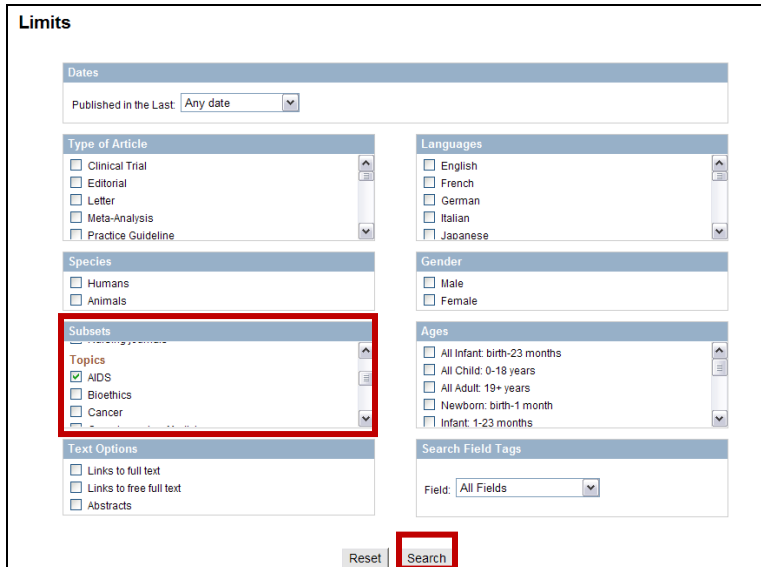 Limits
Dates
Published in the Last: Any date
Type of Article
Clinical Trial
Editorial
Letter
Meta-Analysis
Practice Guideline
Languages
English
French
German
Italian
Japanese
Species
Humans
Animals
Gender
Male
Female
Subsets
Topics
AIDS
Bioethics
Cancer
Ages
All Infant: birth-23 months
All Child: 0-18 years
All Adult: 19+ years
Newborn: birth-1 month
Infant: 1-23 months
Text Options
Links to full text
Links to free full text
Abstracts
Search Field Tags
Field: All Fields
Reset Search